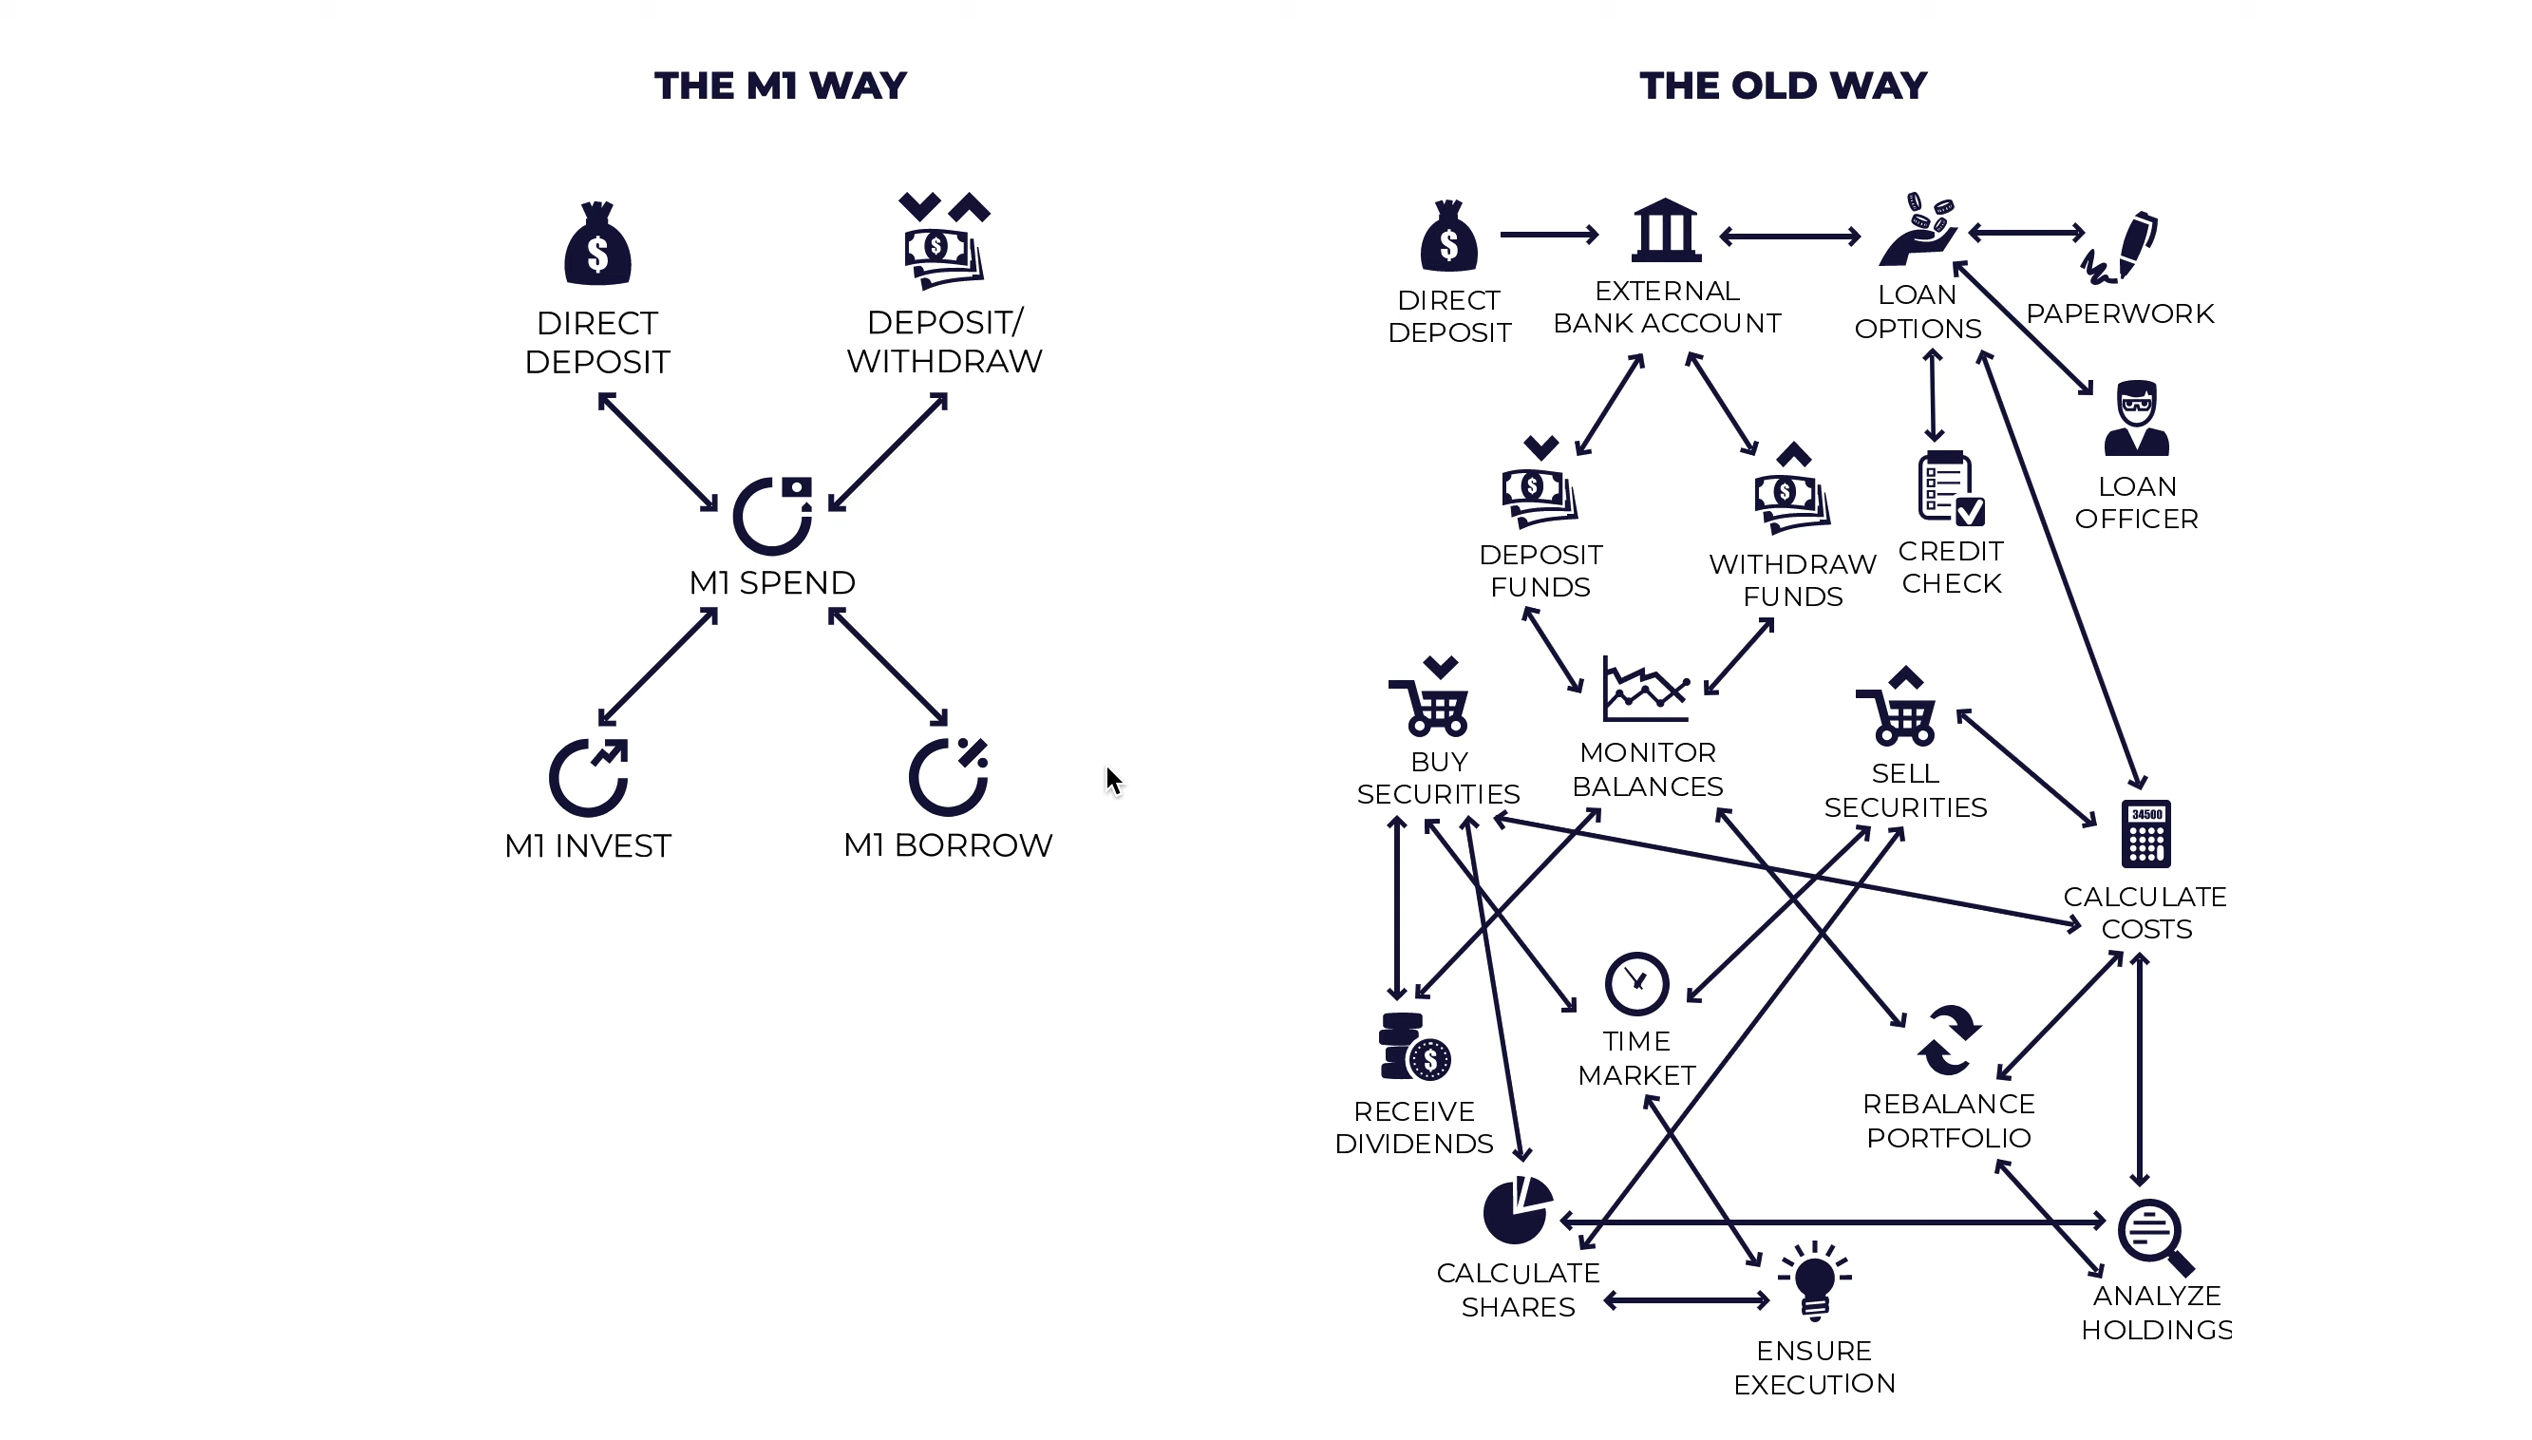 THE M1 WAY
DIRECT
DEPOSIT
$
DEPOSIT/
WITHDRAW
$
M1 SPEND
M1 INVEST
M1 BORROW
THE OLD WAY
$
DIRECT
DEPOSIT
EXTERNAL
BANK ACCOUNT
LOAN
OPTIONS
PAPERWORK
LOAN
OFFICER
$
DEPOSIT
FUNDS
$
WITHDRAW
FUNDS
CREDIT
CHECK
BUY
SECURITIES
MONITOR
BALANCES
SELL
SECURITIES
34500
CALCULATE
COSTS
TIME
MARKET
$
RECEIVE
DIVIDENDS
REBALANCE
PORTFOLIO
CALCULATE
SHARES
ENSURE
EXECUTION
ANALYZE
HOLDINGS